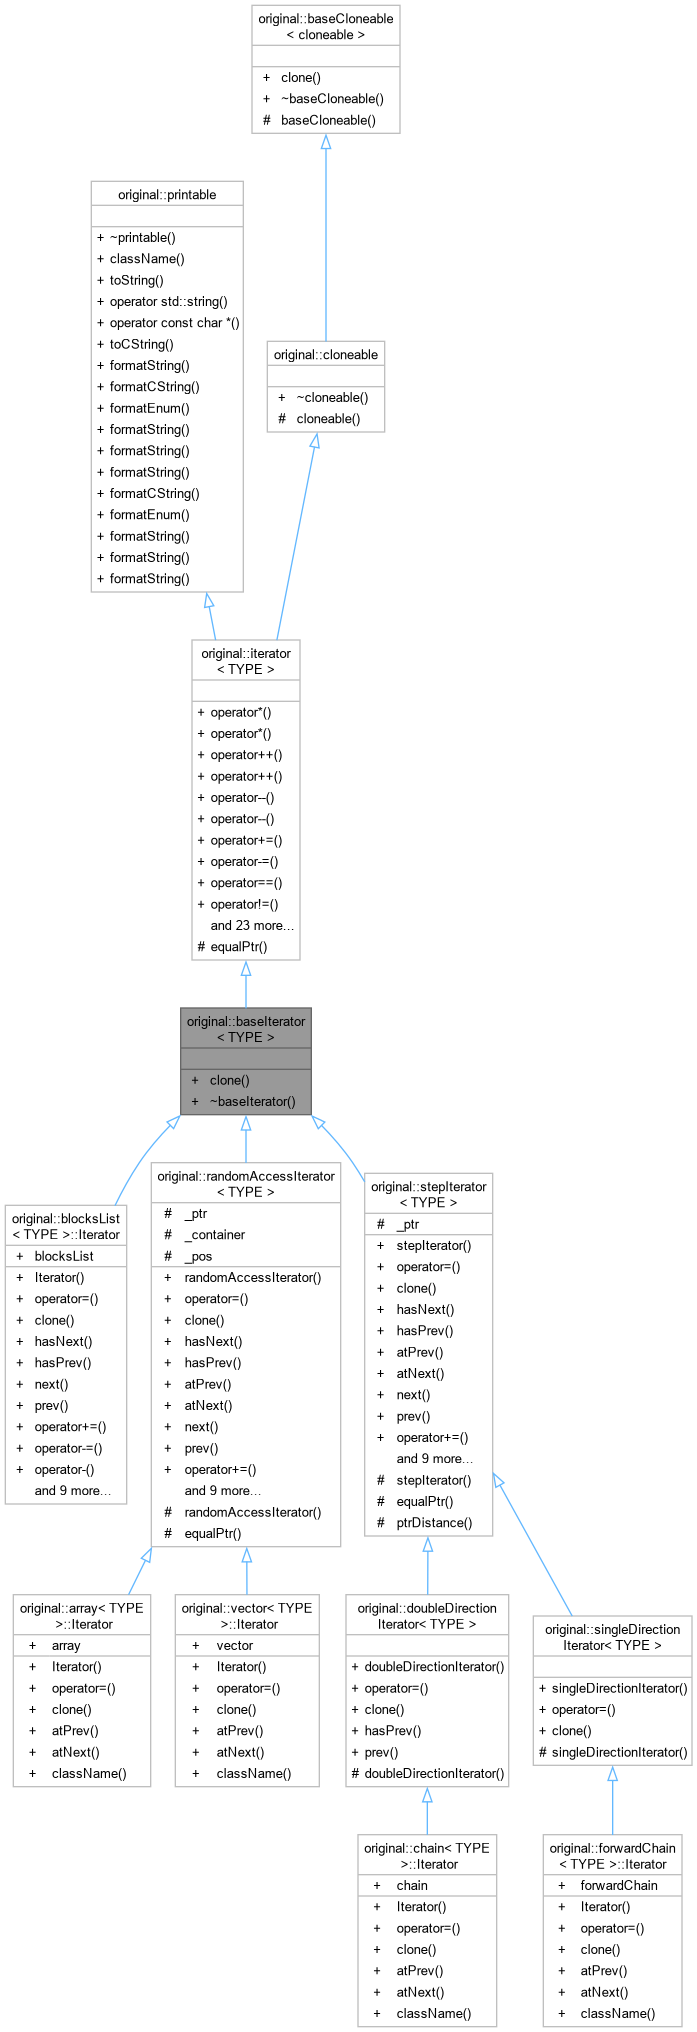 original::baseCloneable
< cloneable >
+ clone()
+ ~baseCloneable()
# baseCloneable()
original::printable
+ ~printable()
+ className()
+ toString()
+ operator std::string()
+ operator const char *()
+ toCString()
+ formatString()
+ formatCString()
+ formatEnum()
+ formatString()
+ formatString()
+ formatString()
+ formatCString()
+ formatEnum()
+ formatString()
+ formatString()
+ formatString()
original::cloneable
+ ~cloneable()
# cloneable()
original::iterator
< TYPE >
+ operator*()
+ operator*()
+ operator++()
+ operator++()
+ operator--()
+ operator--()
+ operator+=()
+ operator-=()
+ operator==()
+ operator!=()
and 23 more...
# equalPtr()
original::baseIterator
< TYPE >
+ clone()
+ ~baseIterator()
original::blocksList
< TYPE >::Iterator
+ blocksList
+ Iterator()
+ operator=()
+ clone()
+ hasNext()
+ hasPrev()
+ next()
+ prev()
+ operator+=()
+ operator-=()
+ operator-()
and 9 more...
original::randomAccessIterator
< TYPE >
# _ptr
# _container
# _pos
+ randomAccessIterator()
+ operator=()
+ clone()
+ hasNext()
+ hasPrev()
+ atPrev()
+ atNext()
+ next()
+ prev()
+ operator+=()
and 9 more...
# randomAccessIterator()
# equalPtr()
original::stepIterator
< TYPE >
# _ptr
+ stepIterator()
+ operator=()
+ clone()
+ hasNext()
+ hasPrev()
+ atPrev()
+ atNext()
+ next()
+ prev()
+ operator+=()
and 9 more...
# stepIterator()
# equalPtr()
# ptrDistance()
original::array< TYPE
>::Iterator
+ array
+ Iterator()
+ operator=()
+ clone()
+ atPrev()
+ atNext()
+ className()
original::vector< TYPE
>::Iterator
+ vector
+ Iterator()
+ operator=()
+ clone()
+ atPrev()
+ atNext()
+ className()
original::doubleDirection
Iterator< TYPE >
+ doubleDirectionIterator()
+ operator=()
+ clone()
+ hasPrev()
+ prev()
# doubleDirectionIterator()
original::singleDirection
Iterator< TYPE >
+ singleDirectionIterator()
+ operator=()
+ clone()
# singleDirectionIterator()
original::chain< TYPE
>::Iterator
+ chain
+ Iterator()
+ operator=()
+ clone()
+ atPrev()
+ atNext()
+ className()
original::forwardChain
< TYPE >::Iterator
+ forwardChain
+ Iterator()
+ operator=()
+ clone()
+ atPrev()
+ atNext()
+ className()